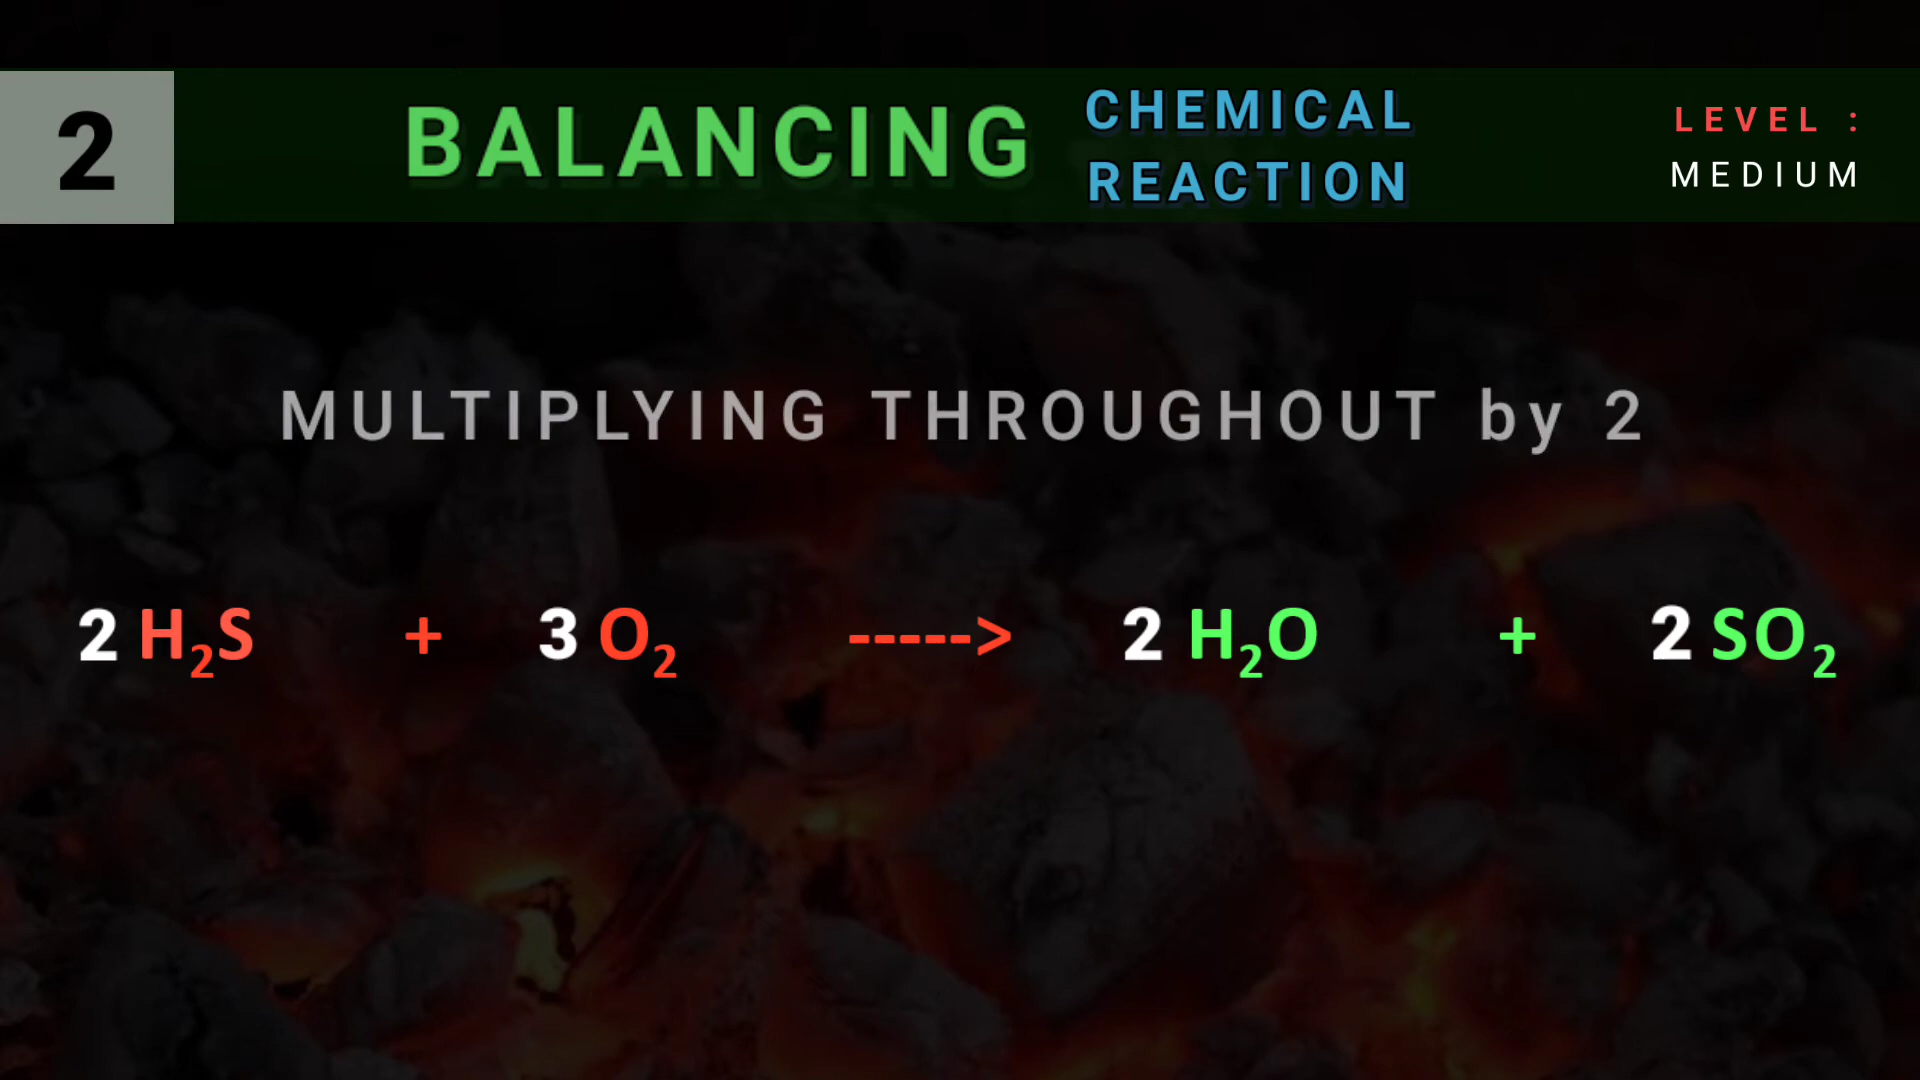 2
BALANCING
CHEMICAL
REACTION
LEVEL :
MEDIUM
MULTIPLYING THROUGHOUT by 2
2 H₂S + 3 O₂ -----> 2 H₂O + 2 SO₂